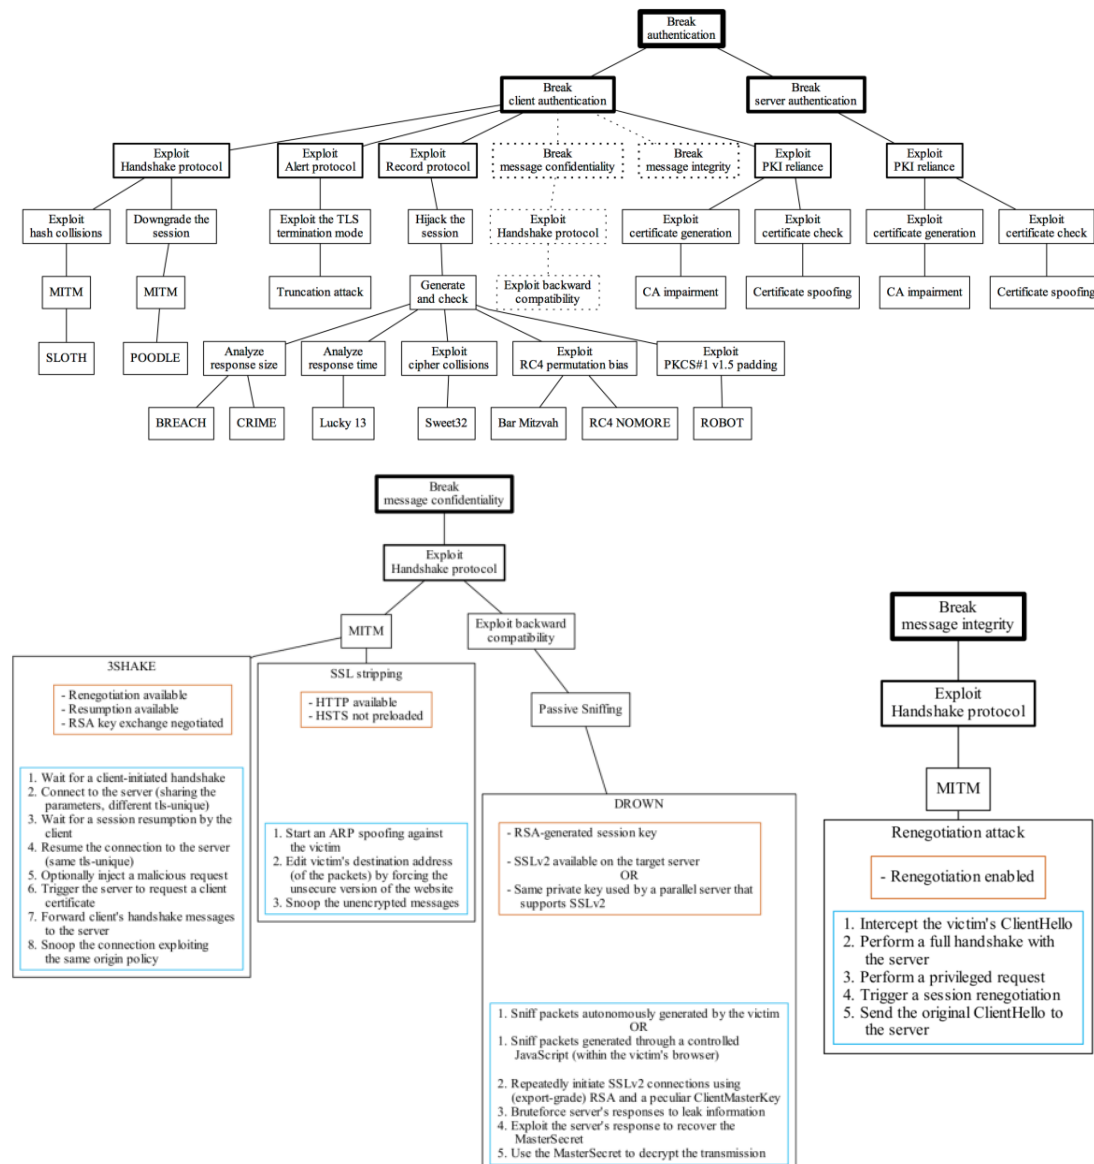 Break
authentication
Break
client authentication
Break
server authentication
Exploit
Handshake protocol
Exploit
Alert protocol
Exploit
Record protocol
Break
message confidentiality
Break
message integrity
Exploit
PKI reliance
Exploit
PKI reliance
Exploit
hash collisions
Downgrade the
session
Exploit the TLS
termination mode
Hijack the
session
Exploit
Handshake protocol
Exploit
certificate generation
Exploit
certificate check
Exploit
certificate generation
Exploit
certificate check
MITM
MITM
Truncation attack
Generate
and check
Exploit backward
compatibility
CA impairment
Certificate spoofing
CA impairment
Certificate spoofing
SLOTH
POODLE
Analyze
response size
Analyze
response time
Exploit
cipher collisions
Exploit
RC4 permutation bias
Exploit
PKCS#1 v1.5 padding
BREACH
CRIME
Lucky 13
Sweet32
Bar Mitzvah
RC4 NOMORE
ROBOT
Break
message confidentiality
Exploit
Handshake protocol
MITM
Exploit backward
compatibility
3SHAKE
- Renegotiation available
- Resumption available
- RSA key exchange negotiated
1. Wait for a client-initiated handshake
2. Connect to the server (sharing the
parameters, different tls-unique)
3. Wait for a session resumption by the
client
4. Resume the connection to the server
(same tls-unique)
5. Optionally inject a malicious request
6. Trigger the server to request a client
certificate
7. Forward client's handshake messages
to the server
8. Snoop the connection exploiting
the same origin policy
SSL stripping
- HTTP available
- HSTS not preloaded
1. Start an ARP spoofing against
the victim
2. Edit victim's destination address
(of the packets) by forcing the
unsecure version of the website
3. Snoop the unencrypted messages
Passive Sniffing
DROWN
- RSA-generated session key
- SSLv2 available on the target server
OR
- Same private key used by a parallel server that
supports SSLv2
1. Sniff packets autonomously generated by the victim
OR
1. Sniff packets generated through a controlled
JavaScript (within the victim's browser)
2. Repeatedly initiate SSLv2 connections using
(export-grade) RSA and a peculiar ClientMasterKey
3. Bruteforce server's responses to leak information
4. Exploit the server's response to recover the
MasterSecret
5. Use the MasterSecret to decrypt the transmission
Break
message integrity
Exploit
Handshake protocol
MITM
Renegotiation attack
- Renegotiation enabled
1. Intercept the victim's ClientHello
2. Perform a full handshake with
the server
3. Perform a privileged request
4. Trigger a session renegotiation
5. Send the original ClientHello to
the server